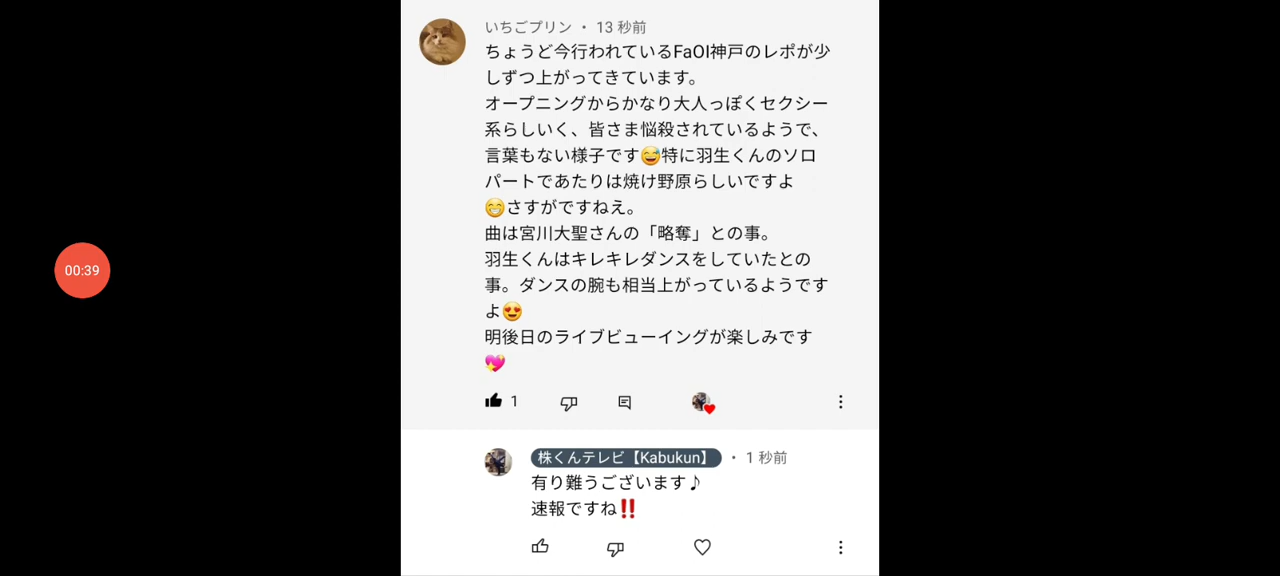 いちごプリン ・ 13 秒前
ちょうど今行われているFaOI神戸のレポが少
しずつ上がってきています。
オープニングからかなり大人っぽくセクシー
系らしいく、皆さま悩殺されているようで、
言葉もない様子です😅特に羽生くんのソロ
パートであたりは焼け野原らしいですよ
😁さすがですねえ。
曲は宮川大聖さんの「略奪」との事。
羽生くんはキレキレダンスをしていたとの
事。ダンスの腕も相当上がっているようです
よ😍
明後日のライブビューイングが楽しみです
💖
1
00:39
株くんテレビ【Kabukun】 ・ 1 秒前
有り難うございます♪
速報ですね‼️